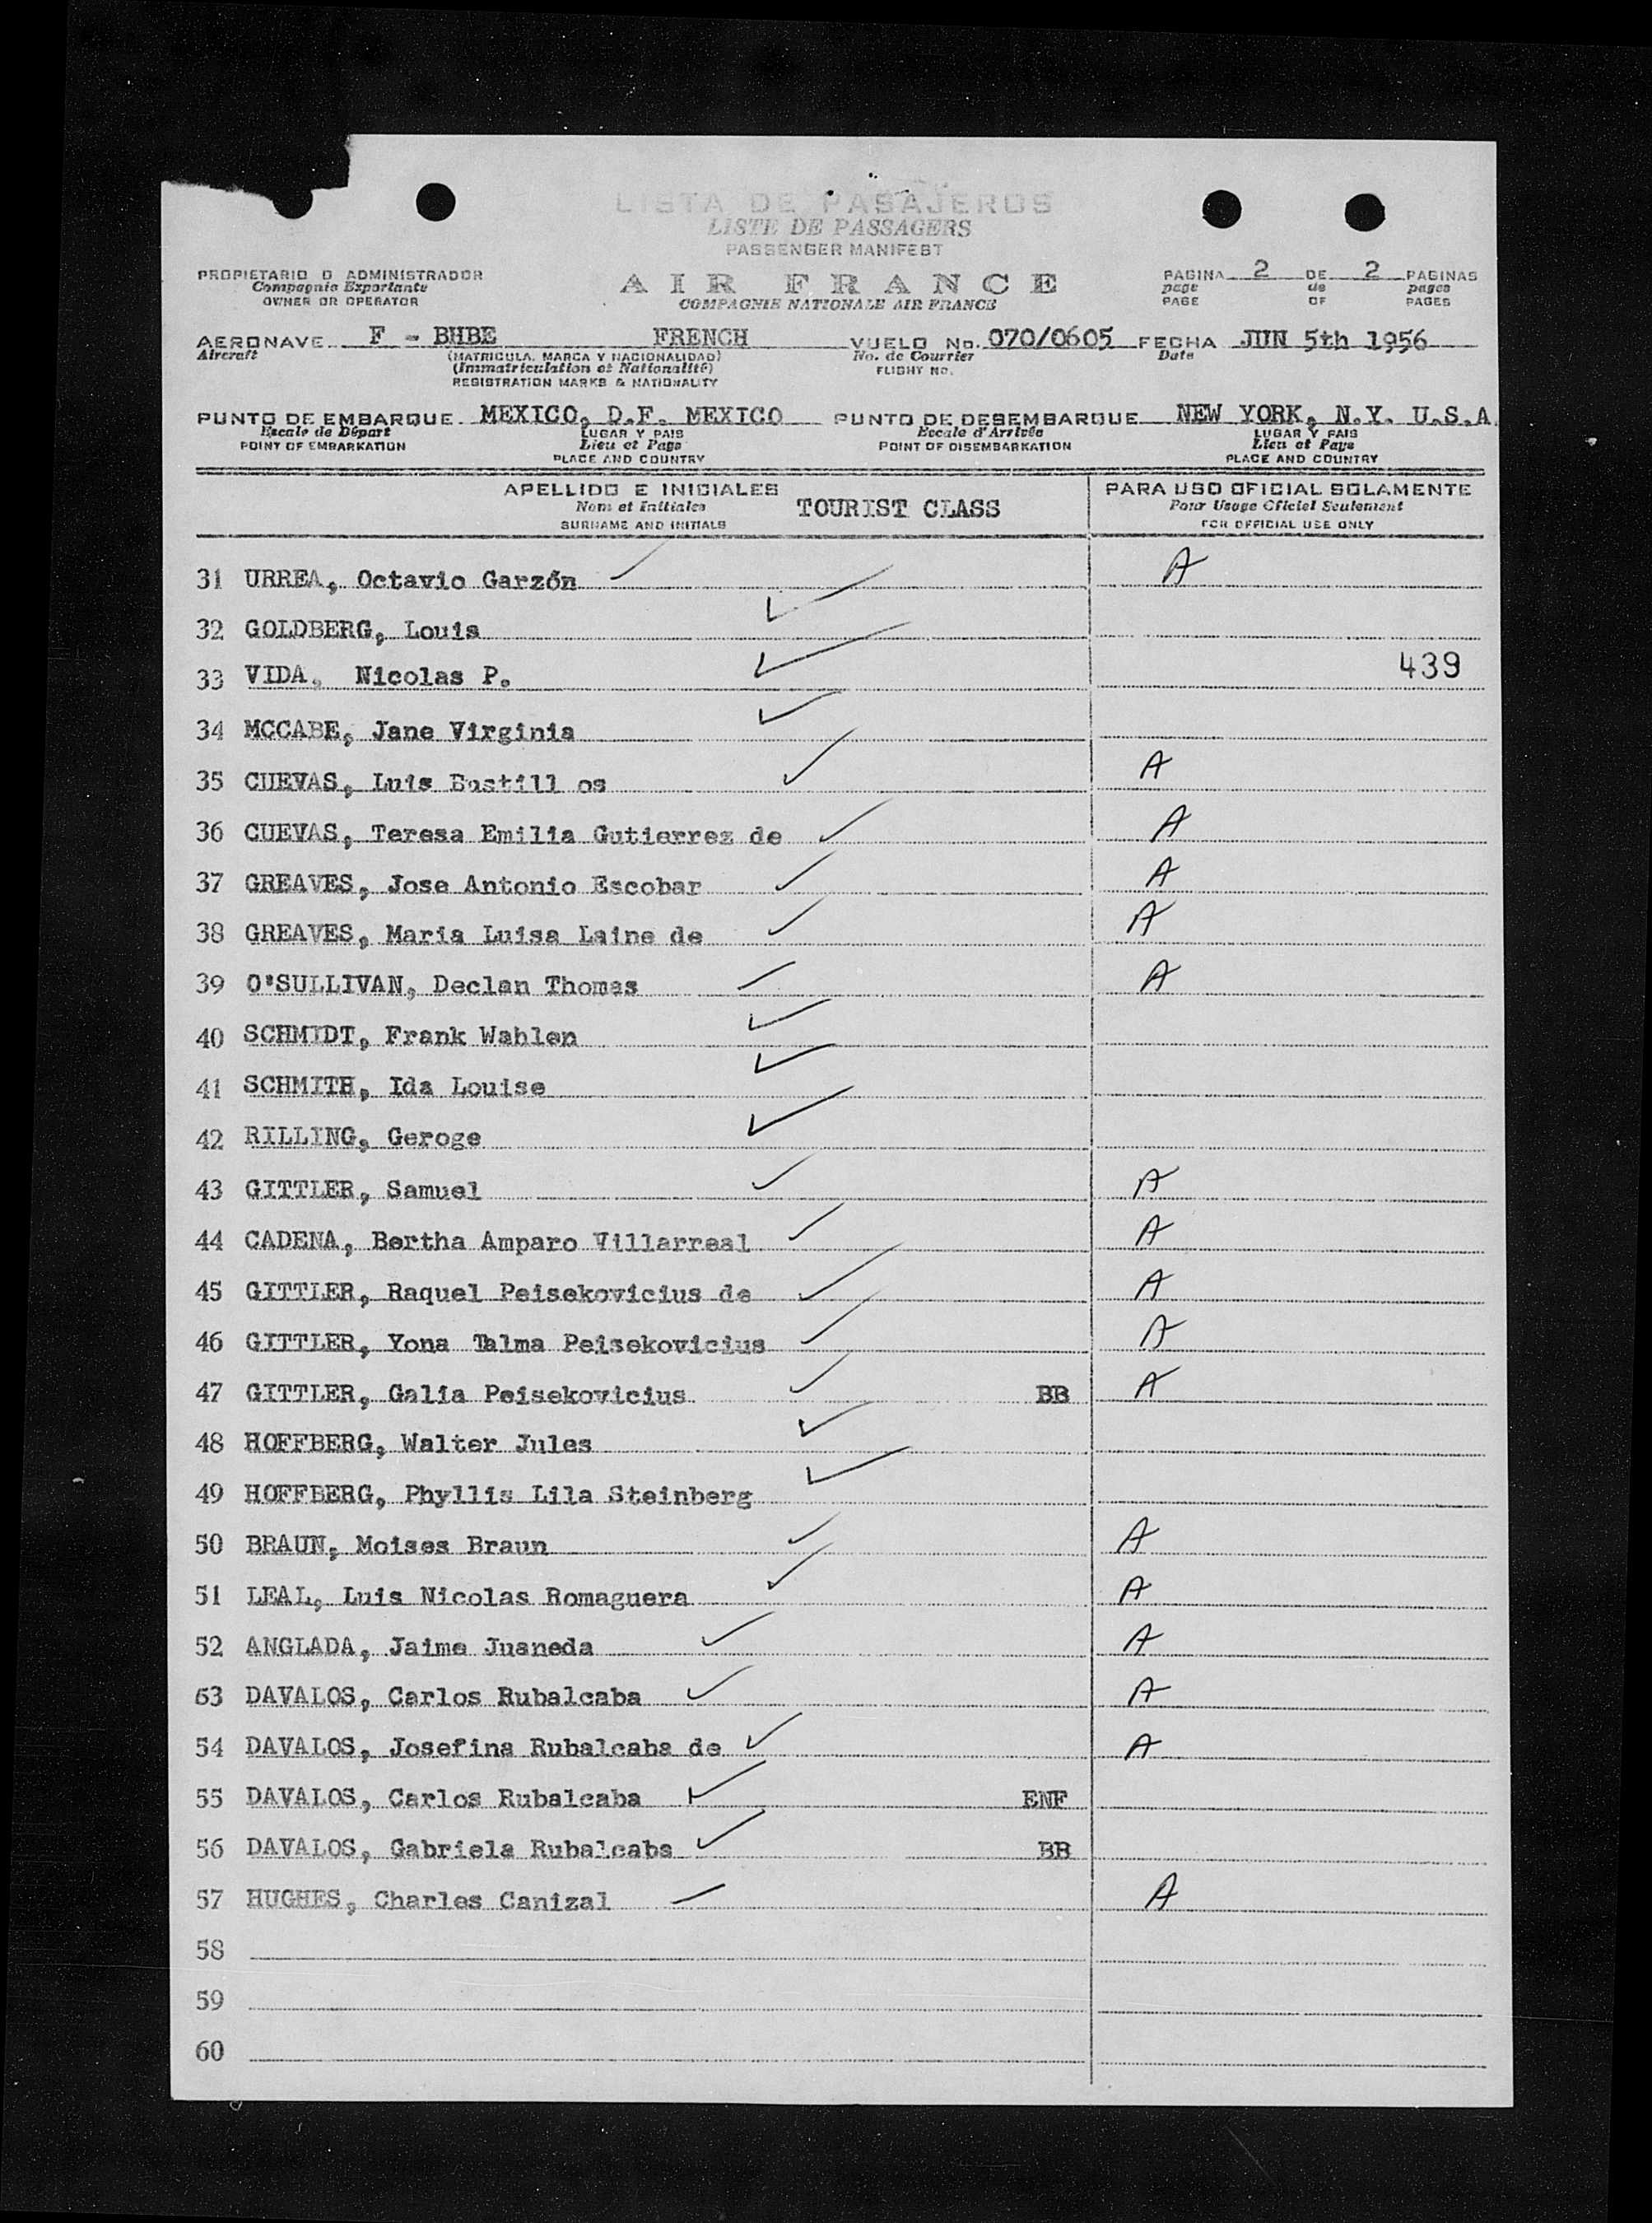 LISTA DE PASAJEROS
LISTE DE PASSAGERS
PASSENGER MANIFEST
PROPIETARIO O ADMINISTRADOR
Compagnie Exportante
OWNER OR OPERATOR
AIR FRANCE
COMPAGNIE NATIONALE AIR FRANCE
PAGINA 2 DE 2 PAGINAS
page de pages
PAGE OF PAGES
AERONAVE F - BHBE FRENCH VUELO No. 070/0605 FECHA JUN 5th 1956
Aircraft (MATRICULA, MARCA Y NACIONALIDAD) No. de Courrier Date
(Immatriculation et Nationalité) FLIGHT NO.
REGISTRATION MARKS & NATIONALITY
PUNTO DE EMBARQUE MEXICO, D.F. MEXICO PUNTO DE DESEMBARQUE NEW YORK, N.Y. U.S.A.
Escale de Départ LUGAR Y PAIS Escale d'Arrivée LUGAR Y PAIS
POINT OF EMBARKATION Lieu et Pays POINT OF DISEMBARKATION Lieu et Pays
PLACE AND COUNTRY PLACE AND COUNTRY
APELLIDO E INICIALES TOURIST CLASS PARA USO OFICIAL SOLAMENTE
Nom et Initiales Pour Usage Officiel Seulement
SURNAME AND INITIALS FOR OFFICIAL USE ONLY
31 URREA, Octavio Garzón A
32 GOLDBERG, Louis
33 VIDA, Nicolas P. 439
34 MCCABE, Jane Virginia
35 CUEVAS, Luis Bustill os A
36 CUEVAS, Teresa Emilia Gutierrez de A
37 GREAVES, Jose Antonio Escobar A
38 GREAVES, Maria Luisa Laine de A
39 O'SULLIVAN, Declan Thomas A
40 SCHMIDT, Frank Wahlen
41 SCHMITH, Ida Louise
42 RILLING, Geroge
43 GITTLER, Samuel A
44 CADENA, Bertha Amparo Villarreal A
45 GITTLER, Raquel Peisekovicius de A
46 GITTLER, Yona Talma Peisekovicius A
47 GITTLER, Galia Peisekovicius BB A
48 HOFFBERG, Walter Jules
49 HOFFBERG, Phyllis Lila Steinberg
50 BRAUN, Moises Braun A
51 LEAL, Luis Nicolas Romaguera A
52 ANGLADA, Jaime Juaneda A
53 DAVALOS, Carlos Rubalcaba A
54 DAVALOS, Josefina Rubalcaba de A
55 DAVALOS, Carlos Rubalcaba ENF
56 DAVALOS, Gabriela Rubalcaba BB
57 HUGHES, Charles Canizal A
58
59
60